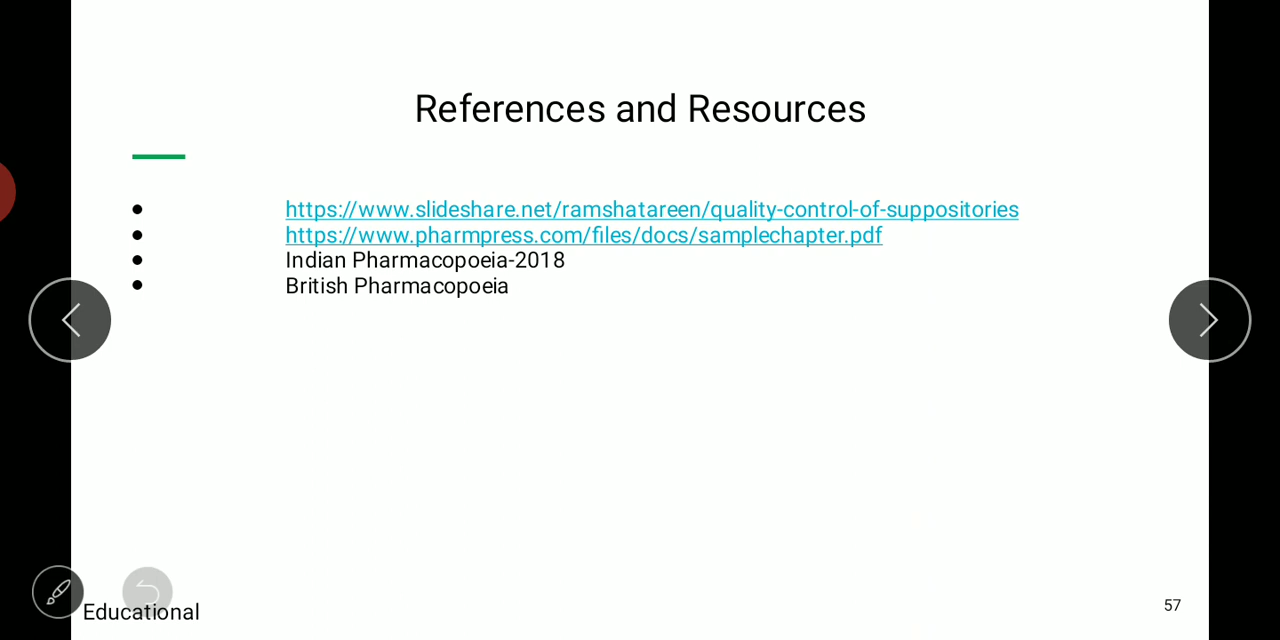 References and Resources
● https://www.slideshare.net/ramshatareen/quality-control-of-suppositories
● https://www.pharmpress.com/files/docs/samplechapter.pdf
● Indian Pharmacopoeia-2018
● British Pharmacopoeia
Educational
57